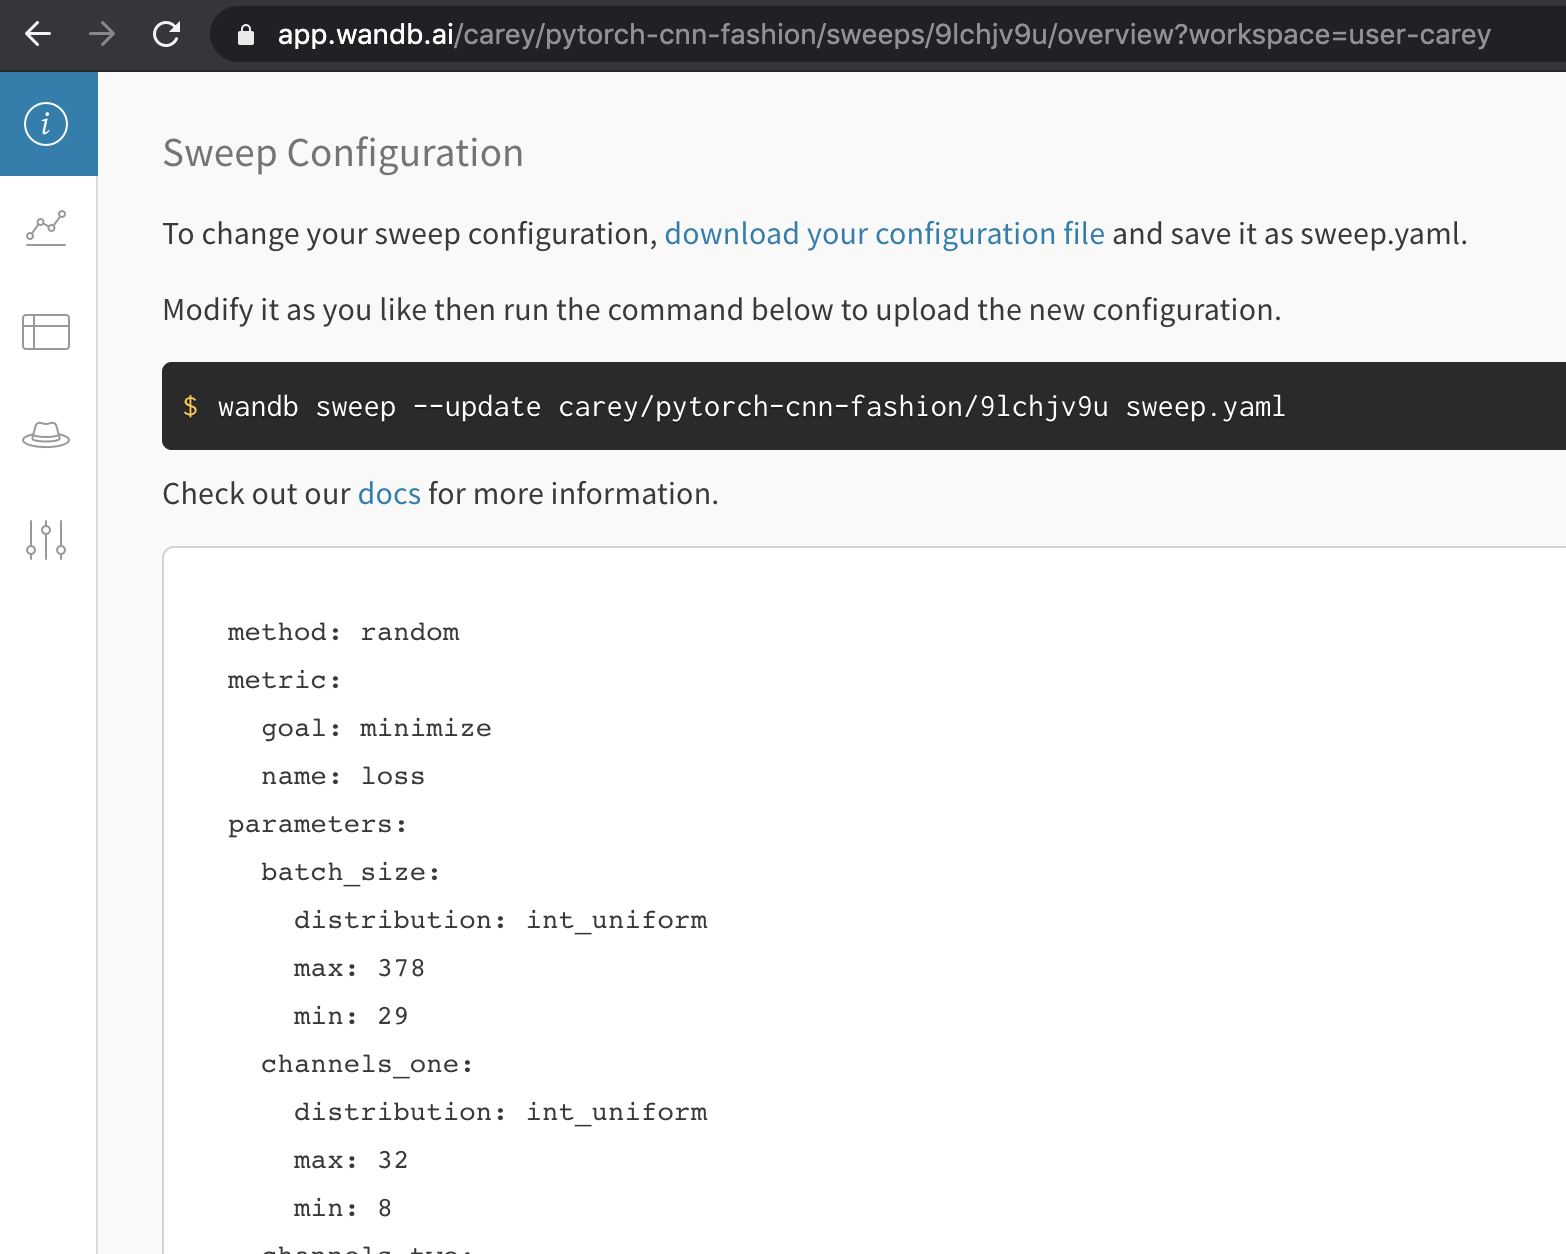 app.wandb.ai/carey/pytorch-cnn-fashion/sweeps/9lchjv9u/overview?workspace=user-carey
i
Sweep Configuration
To change your sweep configuration, download your configuration file and save it as sweep.yaml.
Modify it as you like then run the command below to upload the new configuration.
$ wandb sweep --update carey/pytorch-cnn-fashion/9lchjv9u sweep.yaml
Check out our docs for more information.
method: random
metric:
  goal: minimize
  name: loss
parameters:
  batch_size:
    distribution: int_uniform
    max: 378
    min: 29
  channels_one:
    distribution: int_uniform
    max: 32
    min: 8
  channels_two: